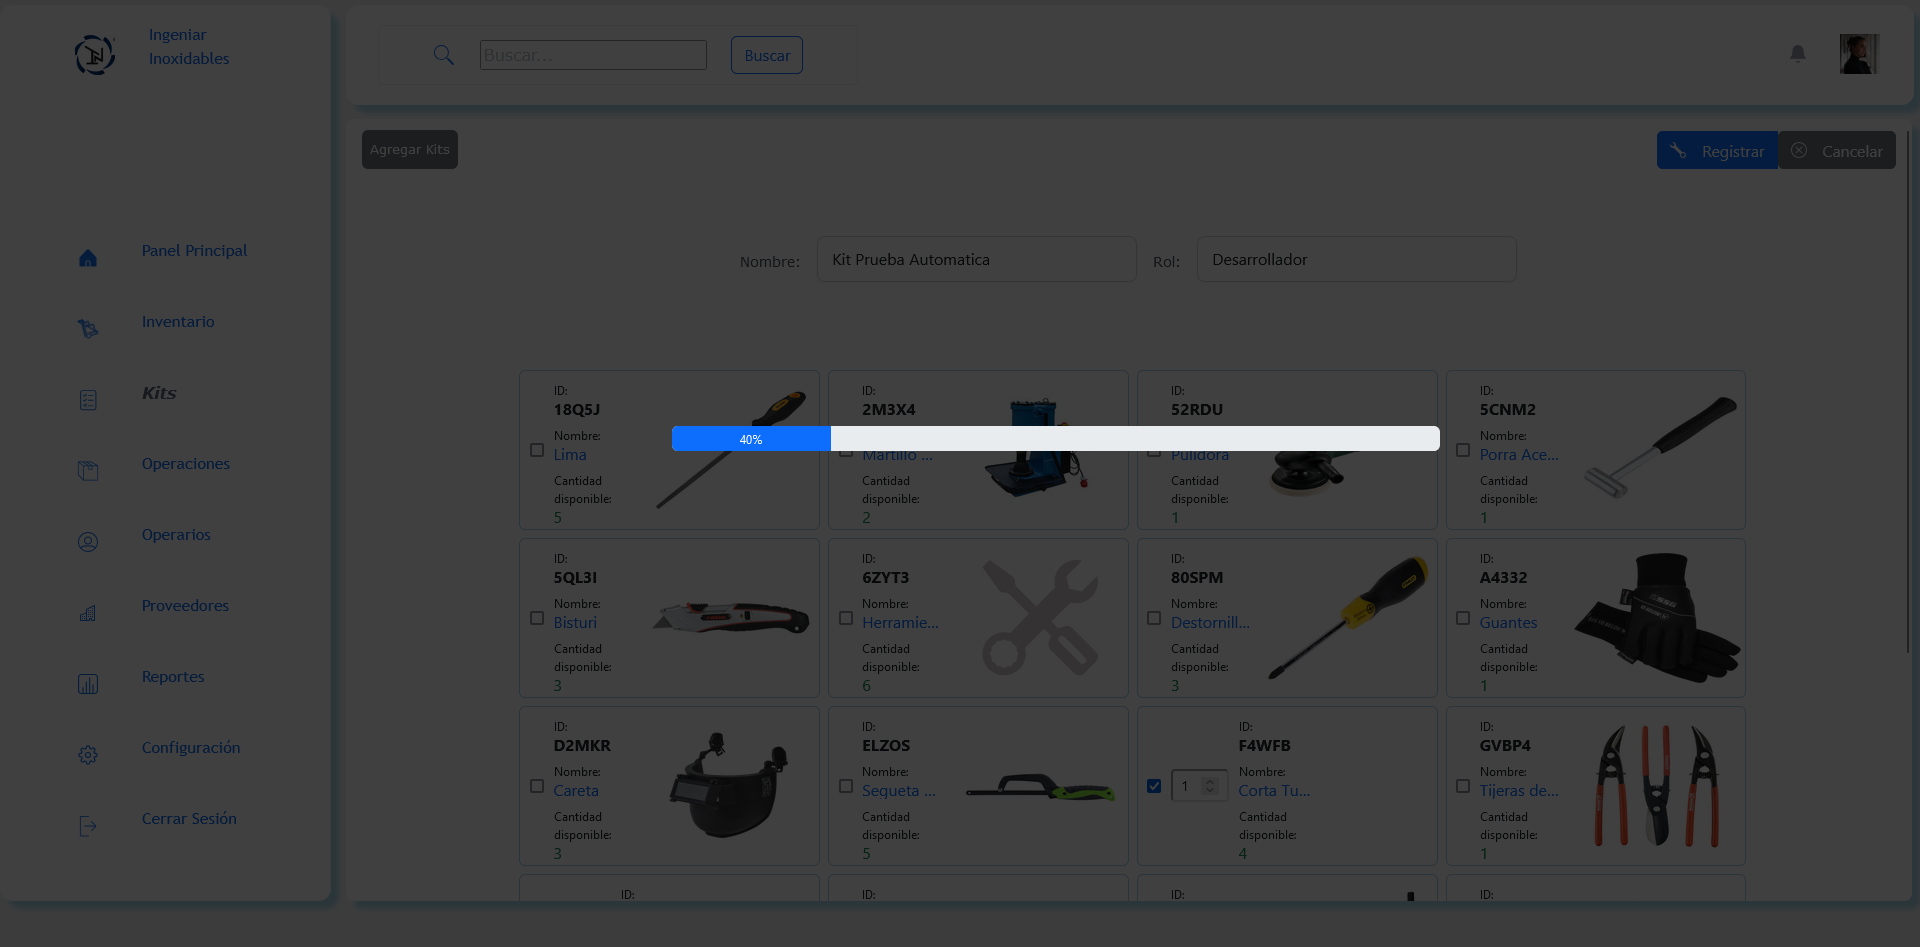 Ingeniar
Inoxidables
Buscar...
Buscar
Agregar Kits
Registrar
Cancelar
Panel Principal
Inventario
Kits
Operaciones
Operarios
Proveedores
Reportes
Configuración
Cerrar Sesión
Nombre:
Kit Prueba Automatica
Rol:
Desarrollador
40%
ID:
18Q5J
Nombre:
Lima
Cantidad
disponible:
5
ID:
2M3X4
Martillo ...
Cantidad
disponible:
2
ID:
52RDU
Pulidora
Cantidad
disponible:
1
ID:
5CNM2
Nombre:
Porra Ace...
Cantidad
disponible:
1
ID:
5QL3I
Nombre:
Bisturi
Cantidad
disponible:
3
ID:
6ZYT3
Nombre:
Herramie...
Cantidad
disponible:
6
ID:
80SPM
Nombre:
Destornill...
Cantidad
disponible:
3
ID:
A4332
Nombre:
Guantes
Cantidad
disponible:
1
ID:
D2MKR
Nombre:
Careta
Cantidad
disponible:
3
ID:
ELZOS
Nombre:
Segueta ...
Cantidad
disponible:
5
1
ID:
F4WFB
Nombre:
Corta Tu...
Cantidad
disponible:
4
ID:
GVBP4
Nombre:
Tijeras de...
Cantidad
disponible:
1
ID:
ID:
ID:
ID: